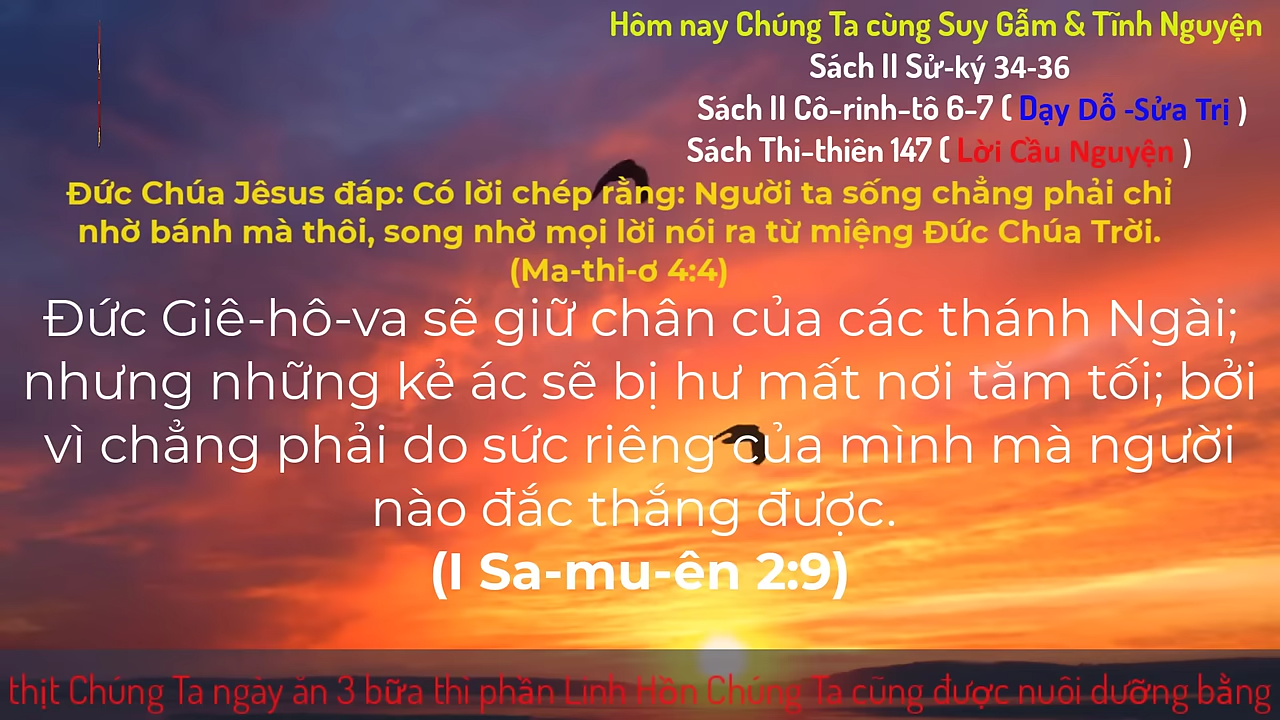 Hôm nay Chúng Ta cùng Suy Gẫm & Tĩnh Nguyện
Sách II Sử-ký 34-36
Sách II Cô-rinh-tô 6-7 ( Dạy Dỗ -Sửa Trị )
Sách Thi-thiên 147 ( Lời Cầu Nguyện )
Đức Chúa Jêsus đáp: Có lời chép rằng: Người ta sống chẳng phải chỉ
nhờ bánh mà thôi, song nhờ mọi lời nói ra từ miệng Đức Chúa Trời.
(Ma-thi-ơ 4:4)
Đức Giê-hô-va sẽ giữ chân của các thánh Ngài;
nhưng những kẻ ác sẽ bị hư mất nơi tăm tối; bởi
vì chẳng phải do sức riêng của mình mà người
nào đắc thắng được.
(I Sa-mu-ên 2:9)
thịt Chúng Ta ngày ăn 3 bữa thì phần Linh Hồn Chúng Ta cũng được nuôi dưỡng bằng